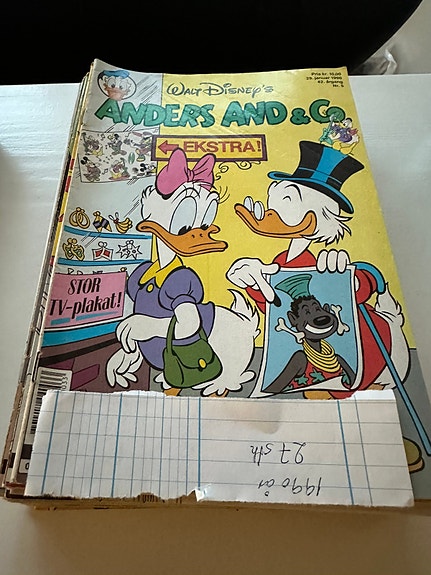 Pris kr. 10,00
29. januar 1990
42. årgang
Nr. 5
WALT DISNEY'S
ANDERS AND & Co.
EKSTRA!
STOR
TV-plakat!
1990 år
27 stk